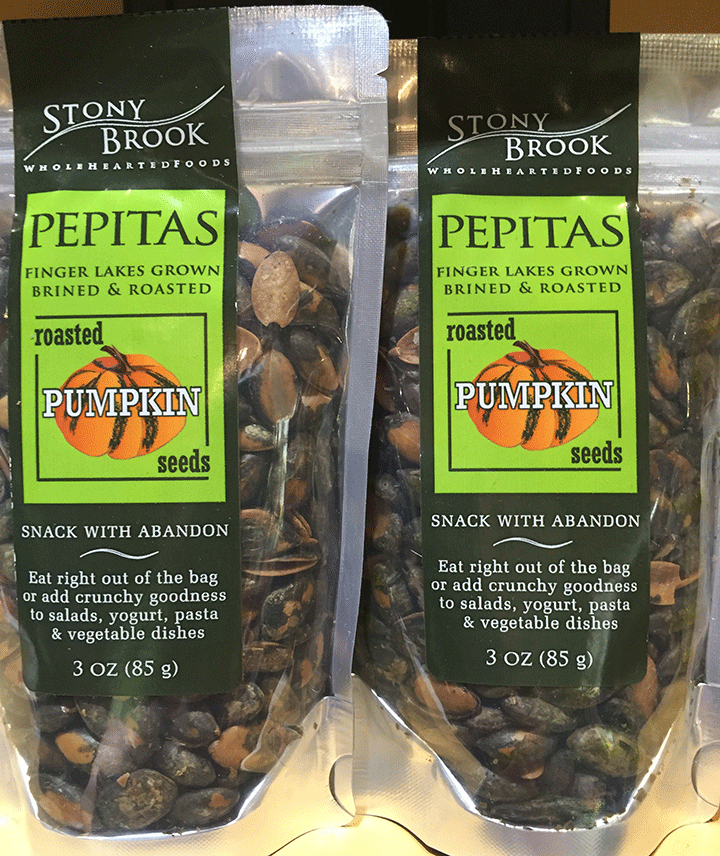 STONY
BROOK
WHOLEHEARTEDFOODS
PEPITAS
FINGER LAKES GROWN
BRINED & ROASTED
roasted
PUMPKIN
seeds
SNACK WITH ABANDON
Eat right out of the bag
or add crunchy goodness
to salads, yogurt, pasta
& vegetable dishes
3 OZ (85 g)
STONY
BROOK
WHOLEHEARTEDFOODS
PEPITAS
FINGER LAKES GROWN
BRINED & ROASTED
roasted
PUMPKIN
seeds
SNACK WITH ABANDON
Eat right out of the bag
or add crunchy goodness
to salads, yogurt, pasta
& vegetable dishes
3 OZ (85 g)